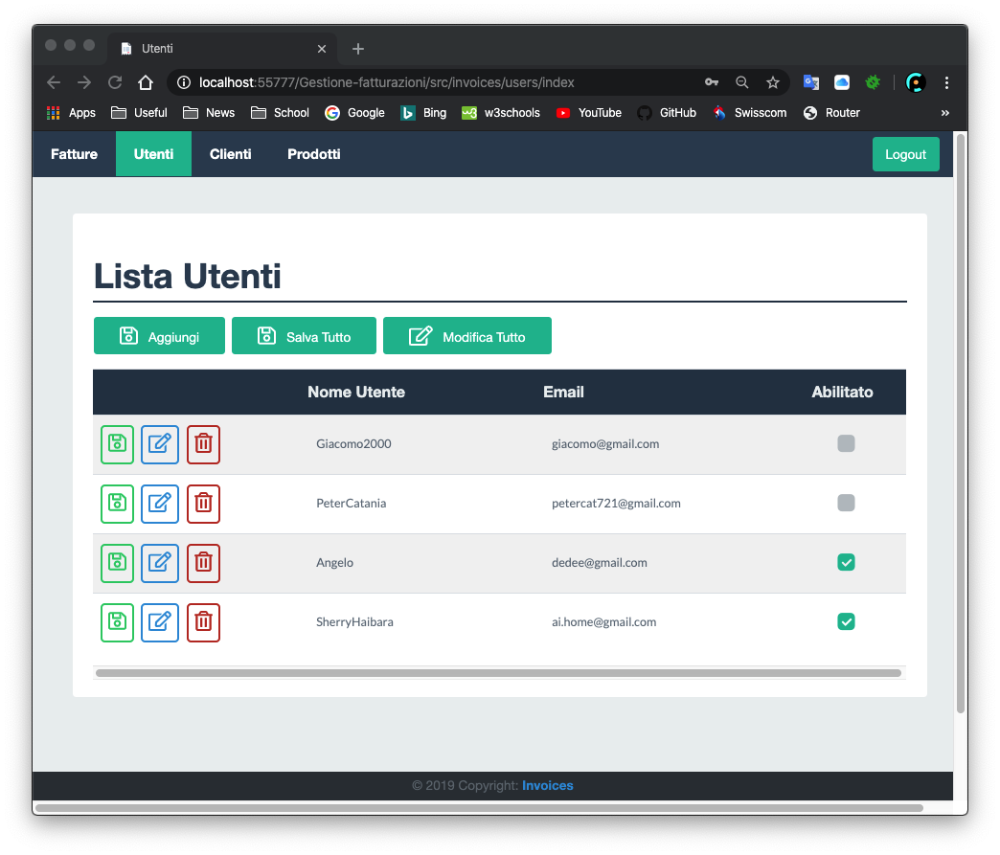 Utenti
localhost:55777/Gestione-fatturazioni/src/invoices/users/index
Apps Useful News School Google Bing w3schools YouTube GitHub Swisscom Router »
Fatture Utenti Clienti Prodotti Logout
Lista Utenti
Aggiungi Salva Tutto Modifica Tutto
Nome Utente Email Abilitato
Giacomo2000 giacomo@gmail.com
PeterCatania petercat721@gmail.com
Angelo dedee@gmail.com
SherryHaibara ai.home@gmail.com
© 2019 Copyright: Invoices